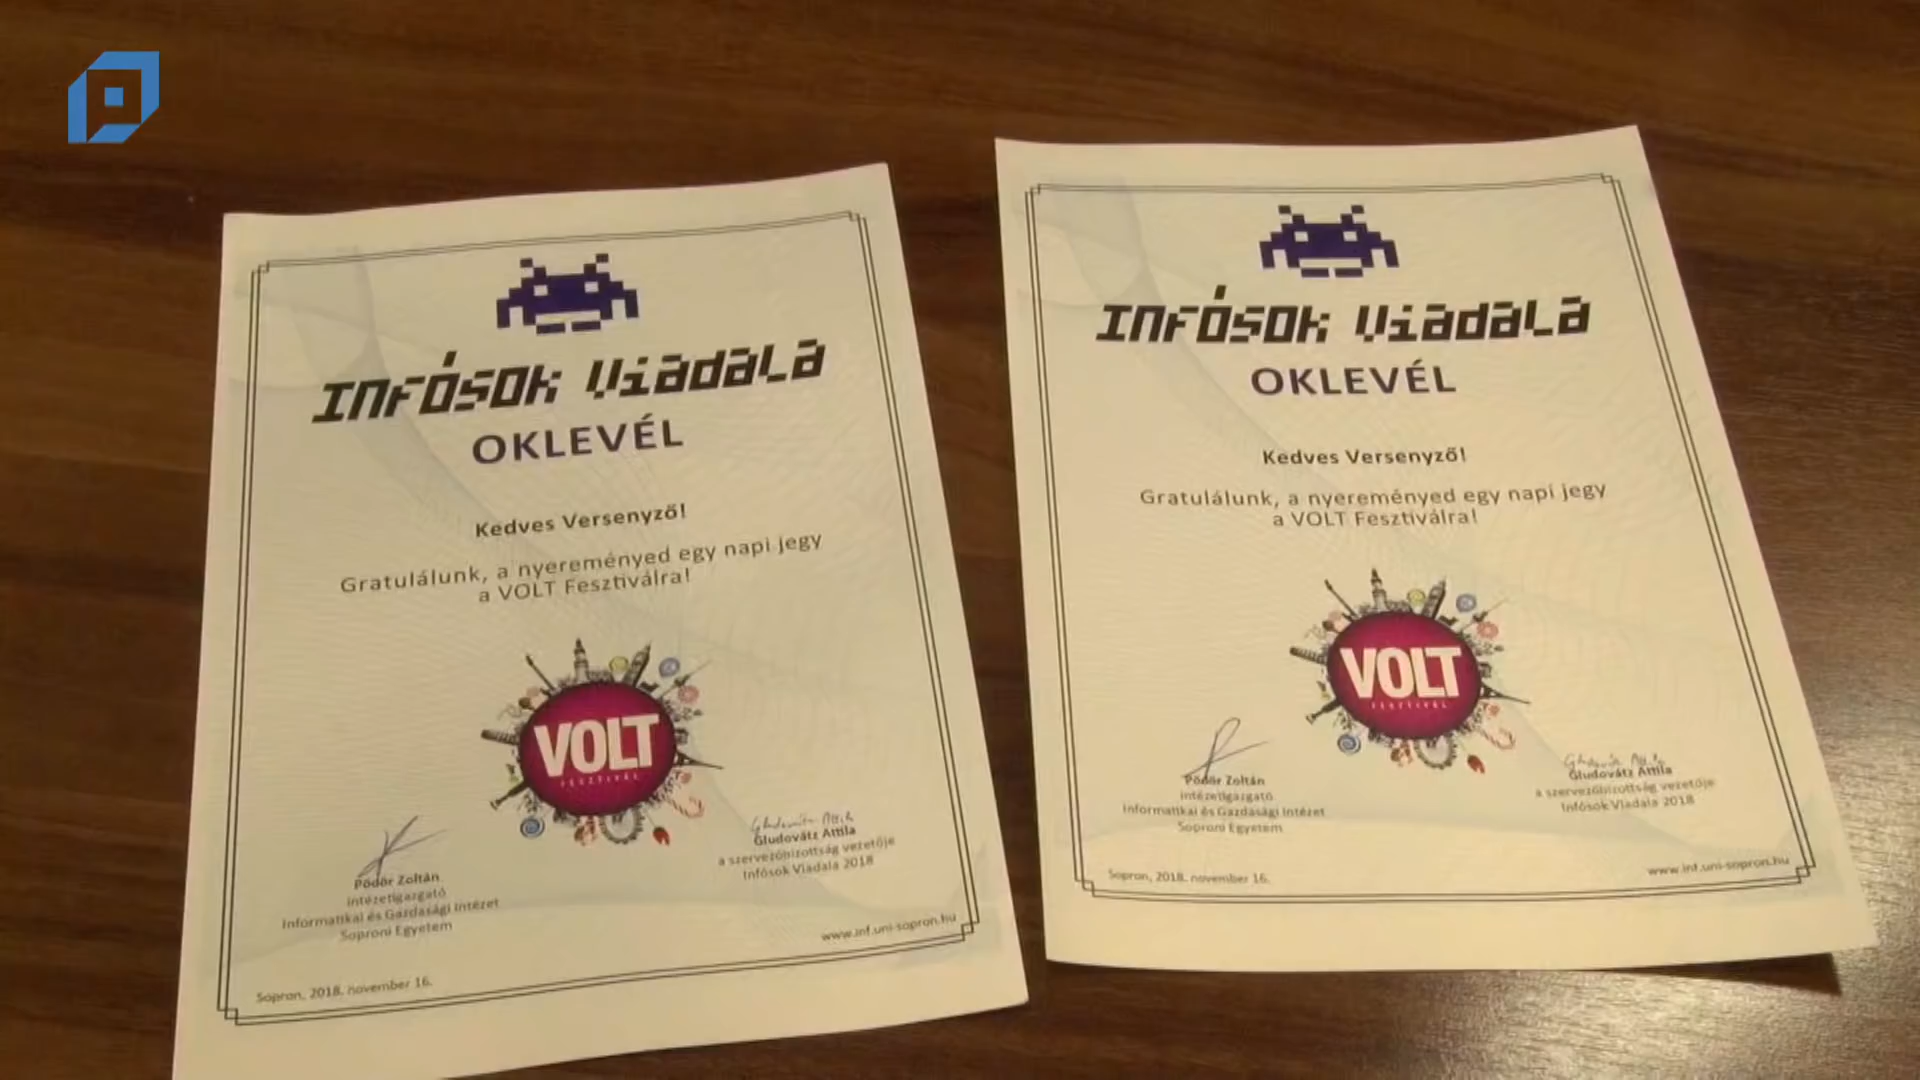 Infósok Viadala
OKLEVÉL
Kedves Versenyző!
Gratulálunk, a nyereményed egy napi jegy
a VOLT Fesztiválra!
VOLT
FESZTIVÁL
Pödör Zoltán
intézetigazgató
Informatikai és Gazdasági Intézet
Soproni Egyetem
Gludovátz Attila
a szervezőbizottság vezetője
Infósok Viadala 2018
www.inf.uni-sopron.hu
Sopron, 2018. november 16.
Infósok Viadala
OKLEVÉL
Kedves Versenyző!
Gratulálunk, a nyereményed egy napi jegy
a VOLT Fesztiválra!
VOLT
FESZTIVÁL
Pödör Zoltán
intézetigazgató
Informatikai és Gazdasági Intézet
Soproni Egyetem
Gludovátz Attila
a szervezőbizottság vezetője
Infósok Viadala 2018
www.inf.uni-sopron.hu
Sopron, 2018. november 16.